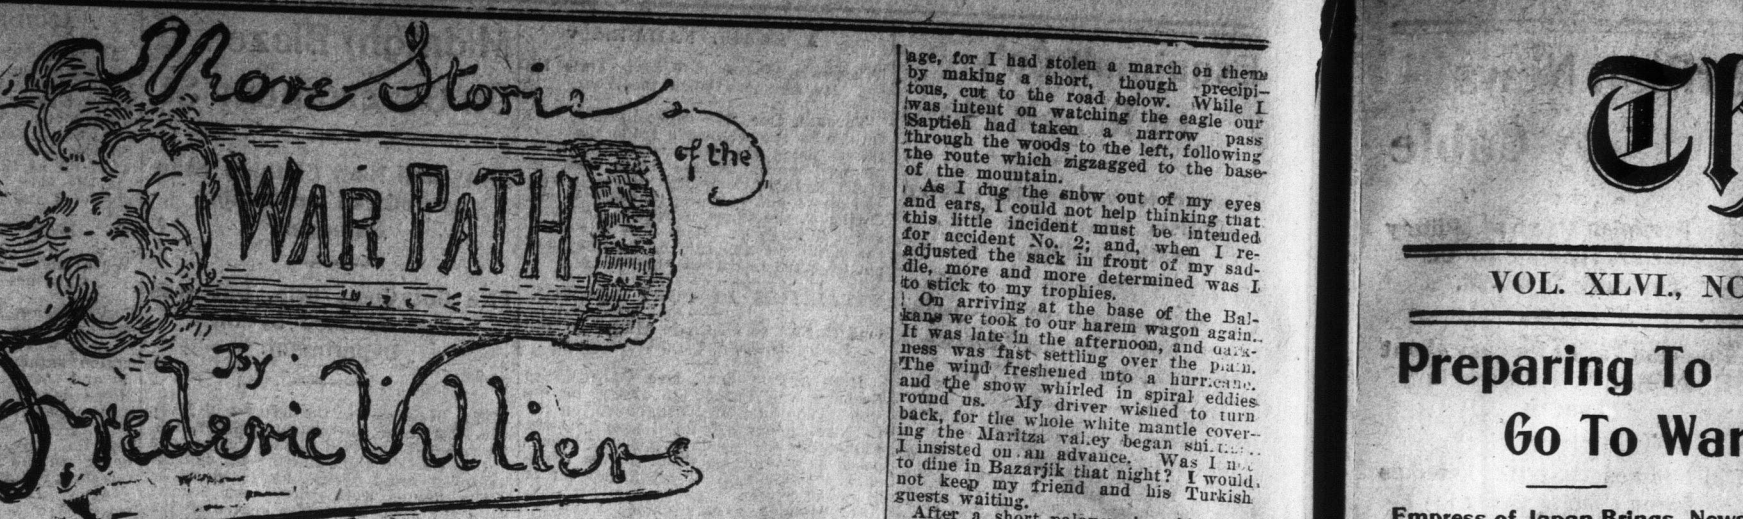 More Stories
of the
WAR PATH
By
Frederic Villiers
age, for I had stolen a march on them
by making a short, though precipi-
tous, cut to the road below. While I
was intent on watching the eagle our
Saptieh had taken a narrow pass
through the woods to the left, following
the route which zigzagged to the base
of the mountain.
As I dug the snow out of my eyes
and ears, I could not help thinking that
this little incident must be intended
for accident No. 2; and, when I re-
adjusted the sack in front of my sad-
dle, more and more determined was I
to stick to my trophies.
On arriving at the base of the Bal-
kans we took to our harem wagon again.
It was late in the afternoon, and dark-
ness was fast settling over the plain.
The wind freshened into a hurricane,
and the snow whirled in spiral eddies
round us. My driver wished to turn
back, for the whole white mantle cover-
ing the Maritza valley began
I insisted on an advance. Was I not
to dine in Bazarjik that night? I would
not keep my friend and his Turkish
guests waiting.
After a short
Th
VOL. XLVI., NO
Preparing To
Go To War
Empress of Japan Brings News